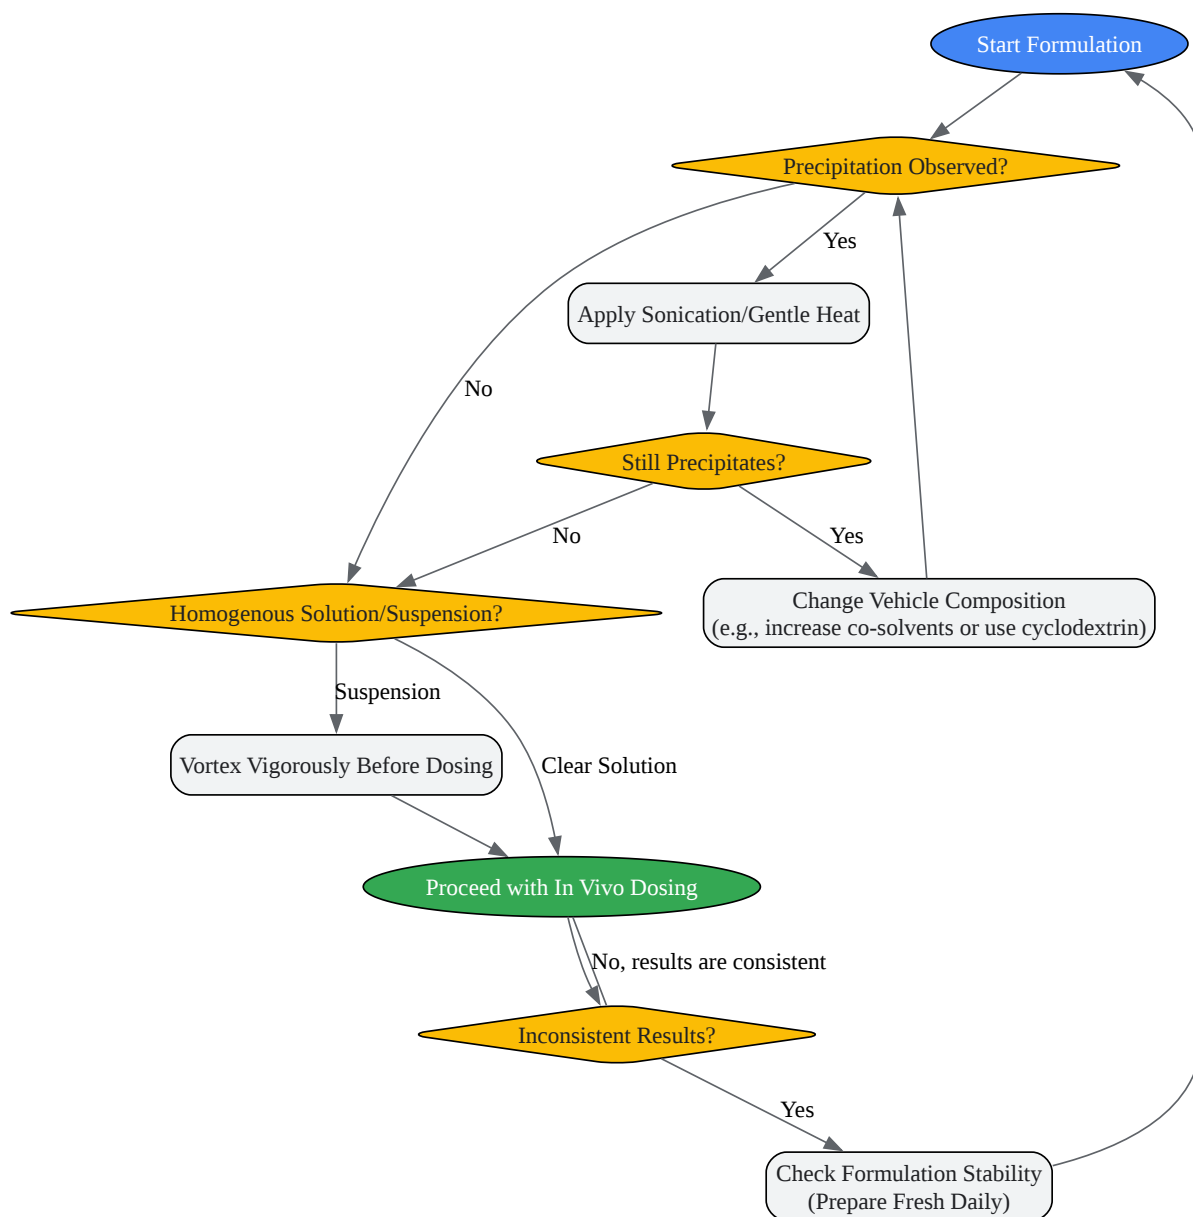 Start Formulation
Precipitation Observed?
Yes
Apply Sonication/Gentle Heat
No
Still Precipitates?
No
Yes
Change Vehicle Composition
(e.g., increase co-solvents or use cyclodextrin)
Homogenous Solution/Suspension?
Suspension
Vortex Vigorously Before Dosing
Clear Solution
Proceed with In Vivo Dosing
No, results are consistent
Inconsistent Results?
Yes
Check Formulation Stability
(Prepare Fresh Daily)